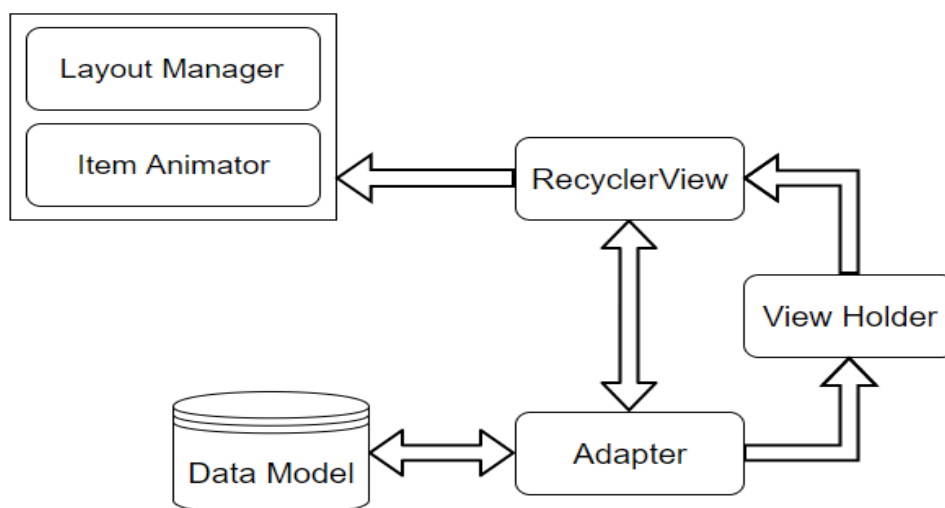 Layout Manager
Item Animator
RecyclerView
View Holder
Data Model
Adapter